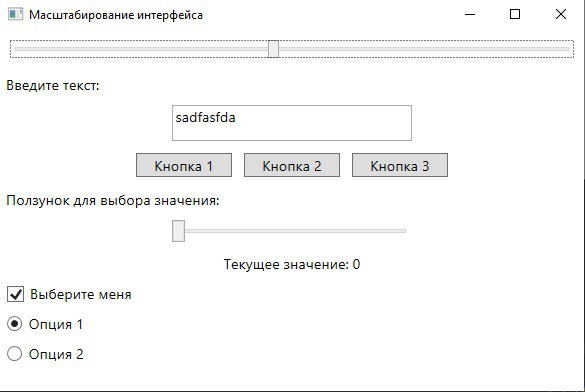 Масштабирование интерфейса
Введите текст:
sadfasfda
Кнопка 1 Кнопка 2 Кнопка 3
Ползунок для выбора значения:
Текущее значение: 0
Выберите меня
Опция 1
Опция 2